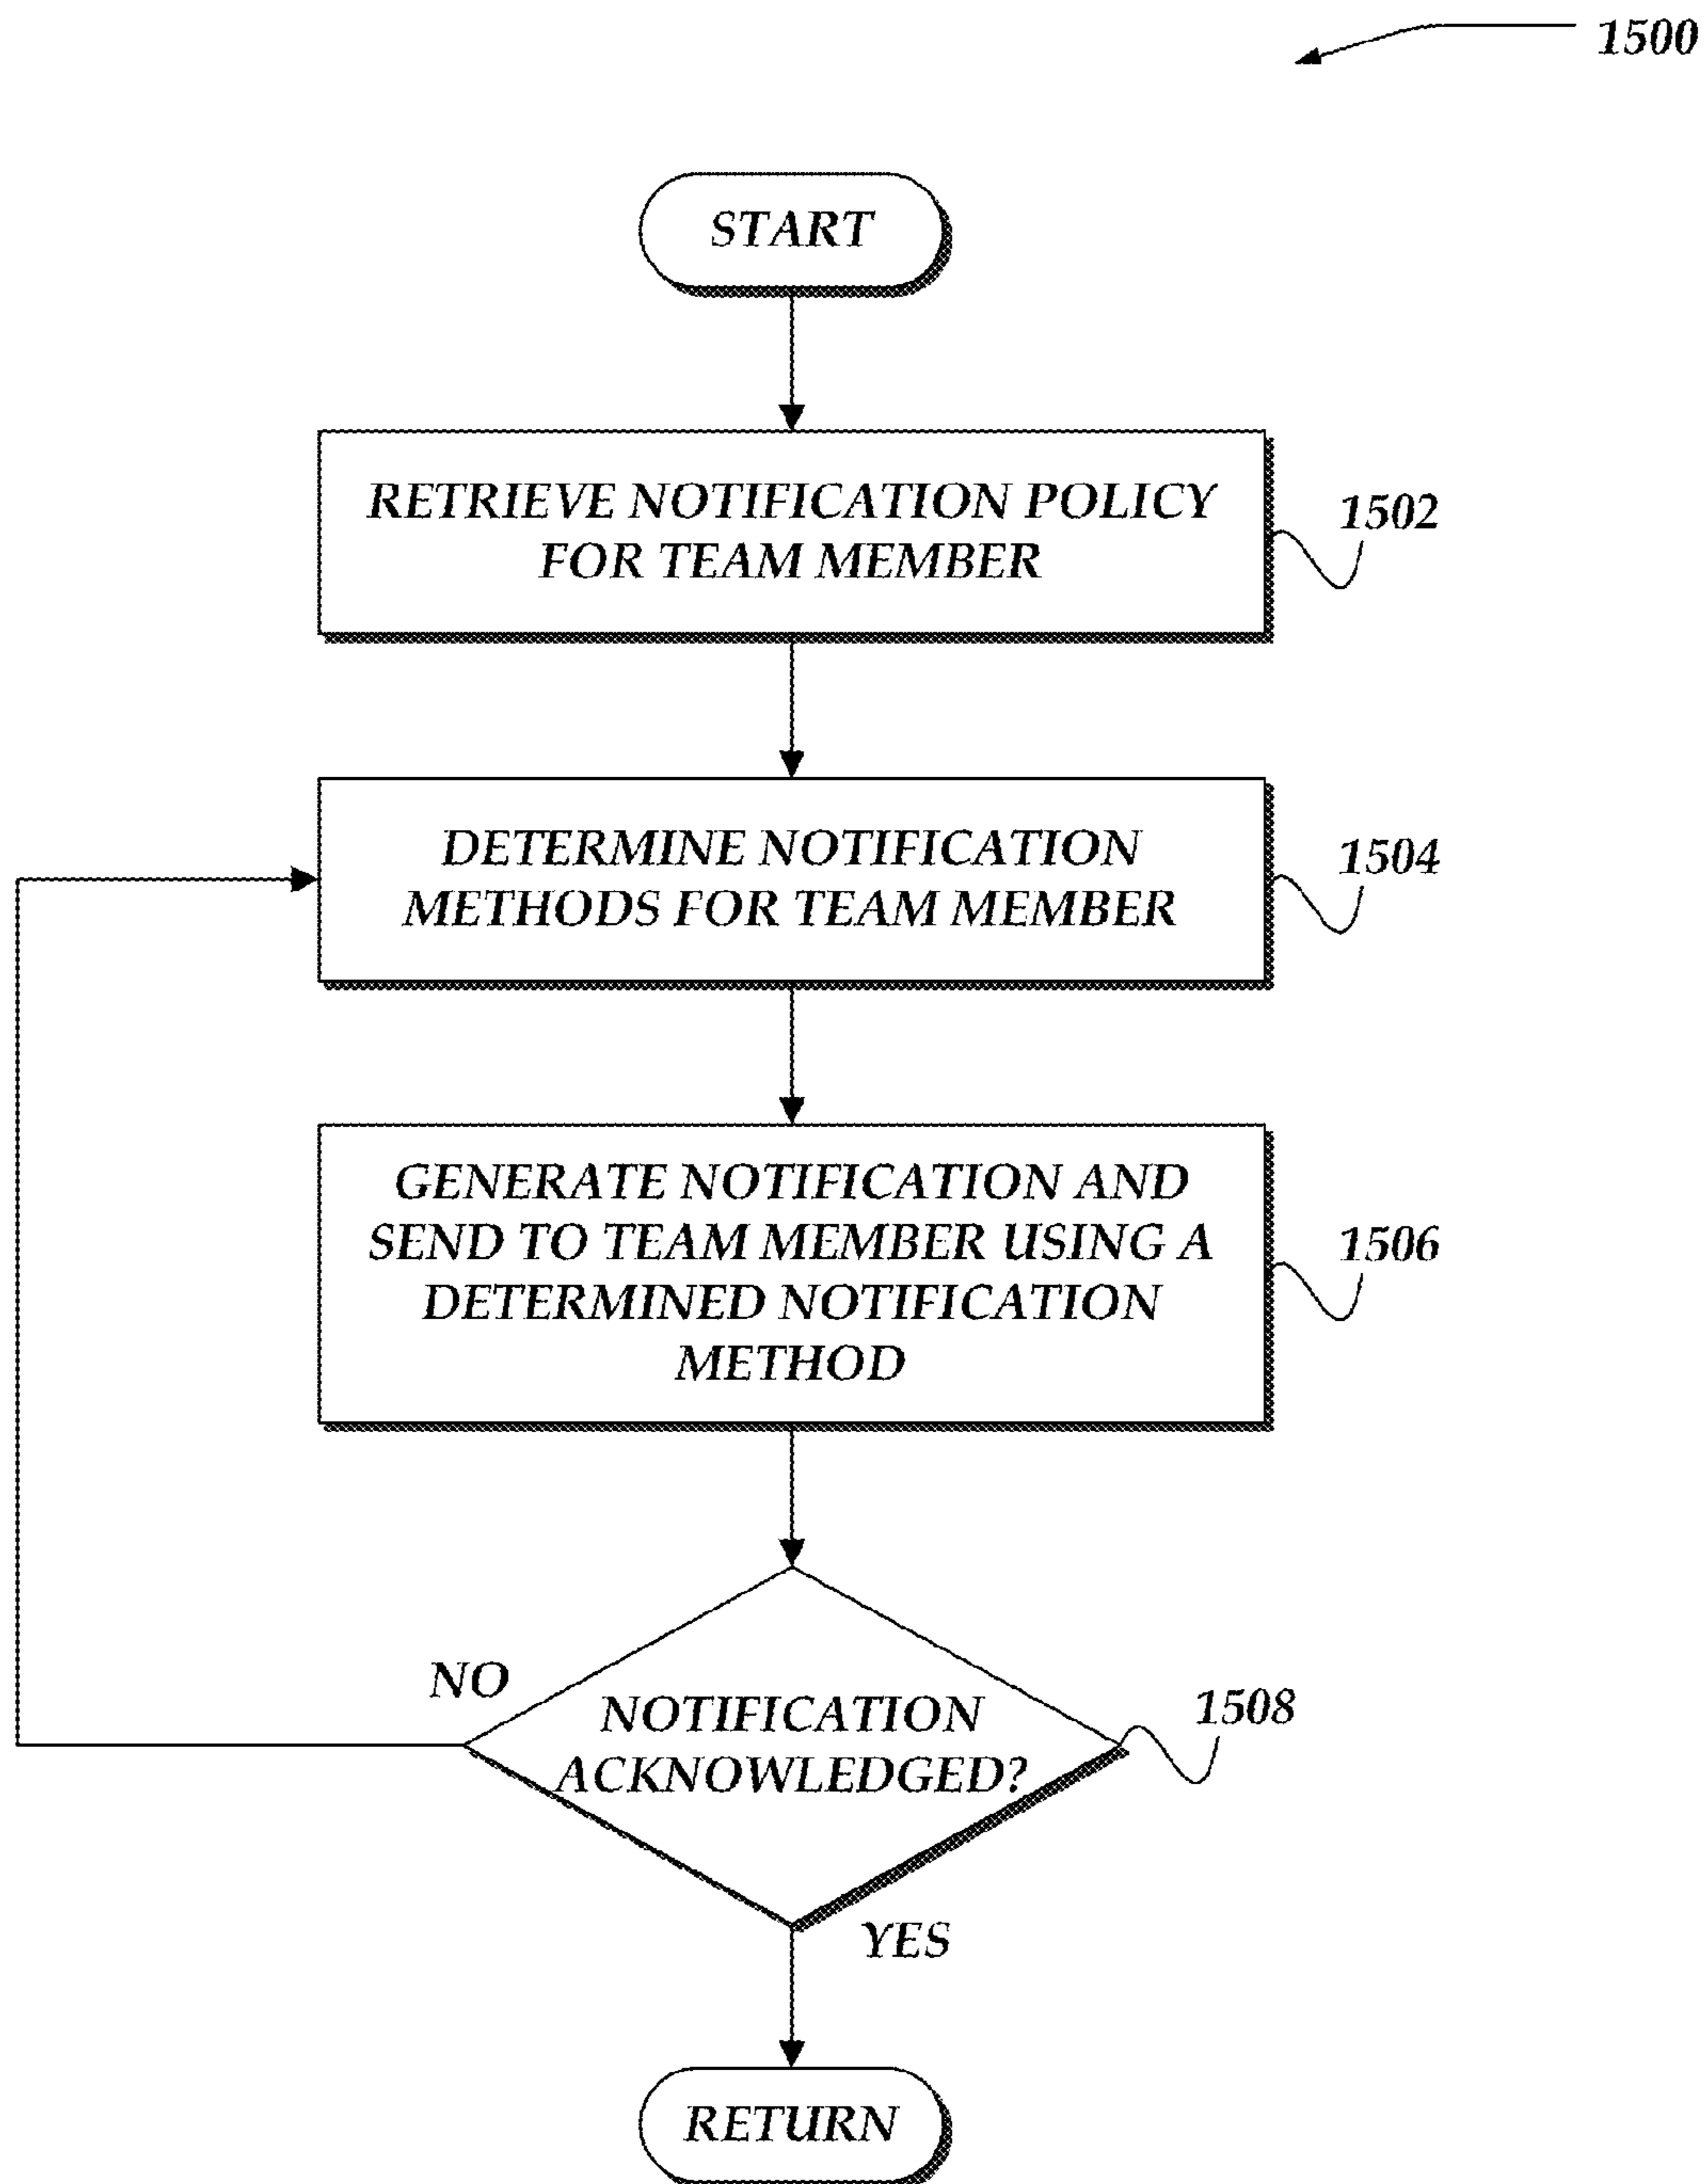 1500
START
RETRIEVE NOTIFICATION POLICY
FOR TEAM MEMBER
1502
DETERMINE NOTIFICATION
METHODS FOR TEAM MEMBER
1504
GENERATE NOTIFICATION AND
SEND TO TEAM MEMBER USING A
DETERMINED NOTIFICATION
METHOD
1506
NO
NOTIFICATION
ACKNOWLEDGED?
1508
YES
RETURN